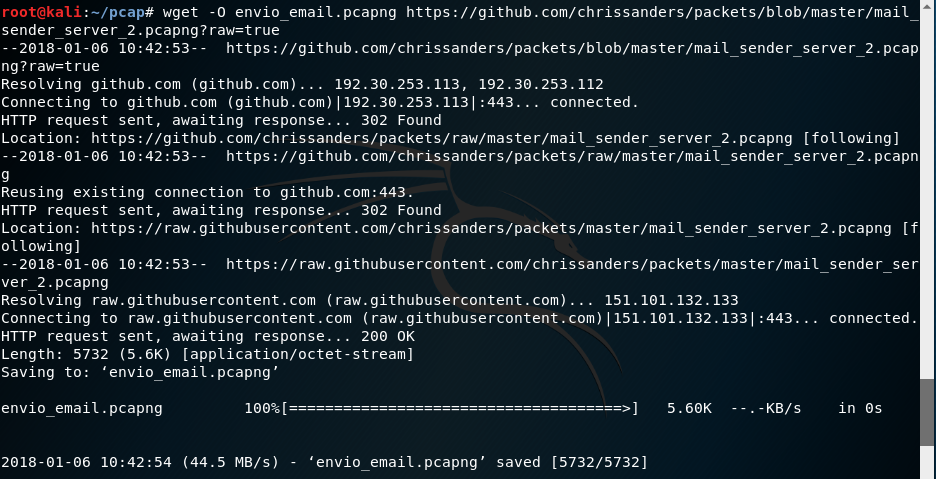 root@kali:~/pcap# wget -O envio_email.pcapng https://github.com/chrissanders/packets/blob/master/mail_
sender_server_2.pcapng?raw=true
--2018-01-06 10:42:53--  https://github.com/chrissanders/packets/blob/master/mail_sender_server_2.pcap
ng?raw=true
Resolving github.com (github.com)... 192.30.253.113, 192.30.253.112
Connecting to github.com (github.com)|192.30.253.113|:443... connected.
HTTP request sent, awaiting response... 302 Found
Location: https://github.com/chrissanders/packets/raw/master/mail_sender_server_2.pcapng [following]
--2018-01-06 10:42:53--  https://github.com/chrissanders/packets/raw/master/mail_sender_server_2.pcapn
g
Reusing existing connection to github.com:443.
HTTP request sent, awaiting response... 302 Found
Location: https://raw.githubusercontent.com/chrissanders/packets/master/mail_sender_server_2.pcapng [f
ollowing]
--2018-01-06 10:42:53--  https://raw.githubusercontent.com/chrissanders/packets/master/mail_sender_ser
ver_2.pcapng
Resolving raw.githubusercontent.com (raw.githubusercontent.com)... 151.101.132.133
Connecting to raw.githubusercontent.com (raw.githubusercontent.com)|151.101.132.133|:443... connected.
HTTP request sent, awaiting response... 200 OK
Length: 5732 (5.6K) [application/octet-stream]
Saving to: ‘envio_email.pcapng’
envio_email.pcapng         100%[=====================================>]   5.60K  --.-KB/s    in 0s
2018-01-06 10:42:54 (44.5 MB/s) - ‘envio_email.pcapng’ saved [5732/5732]